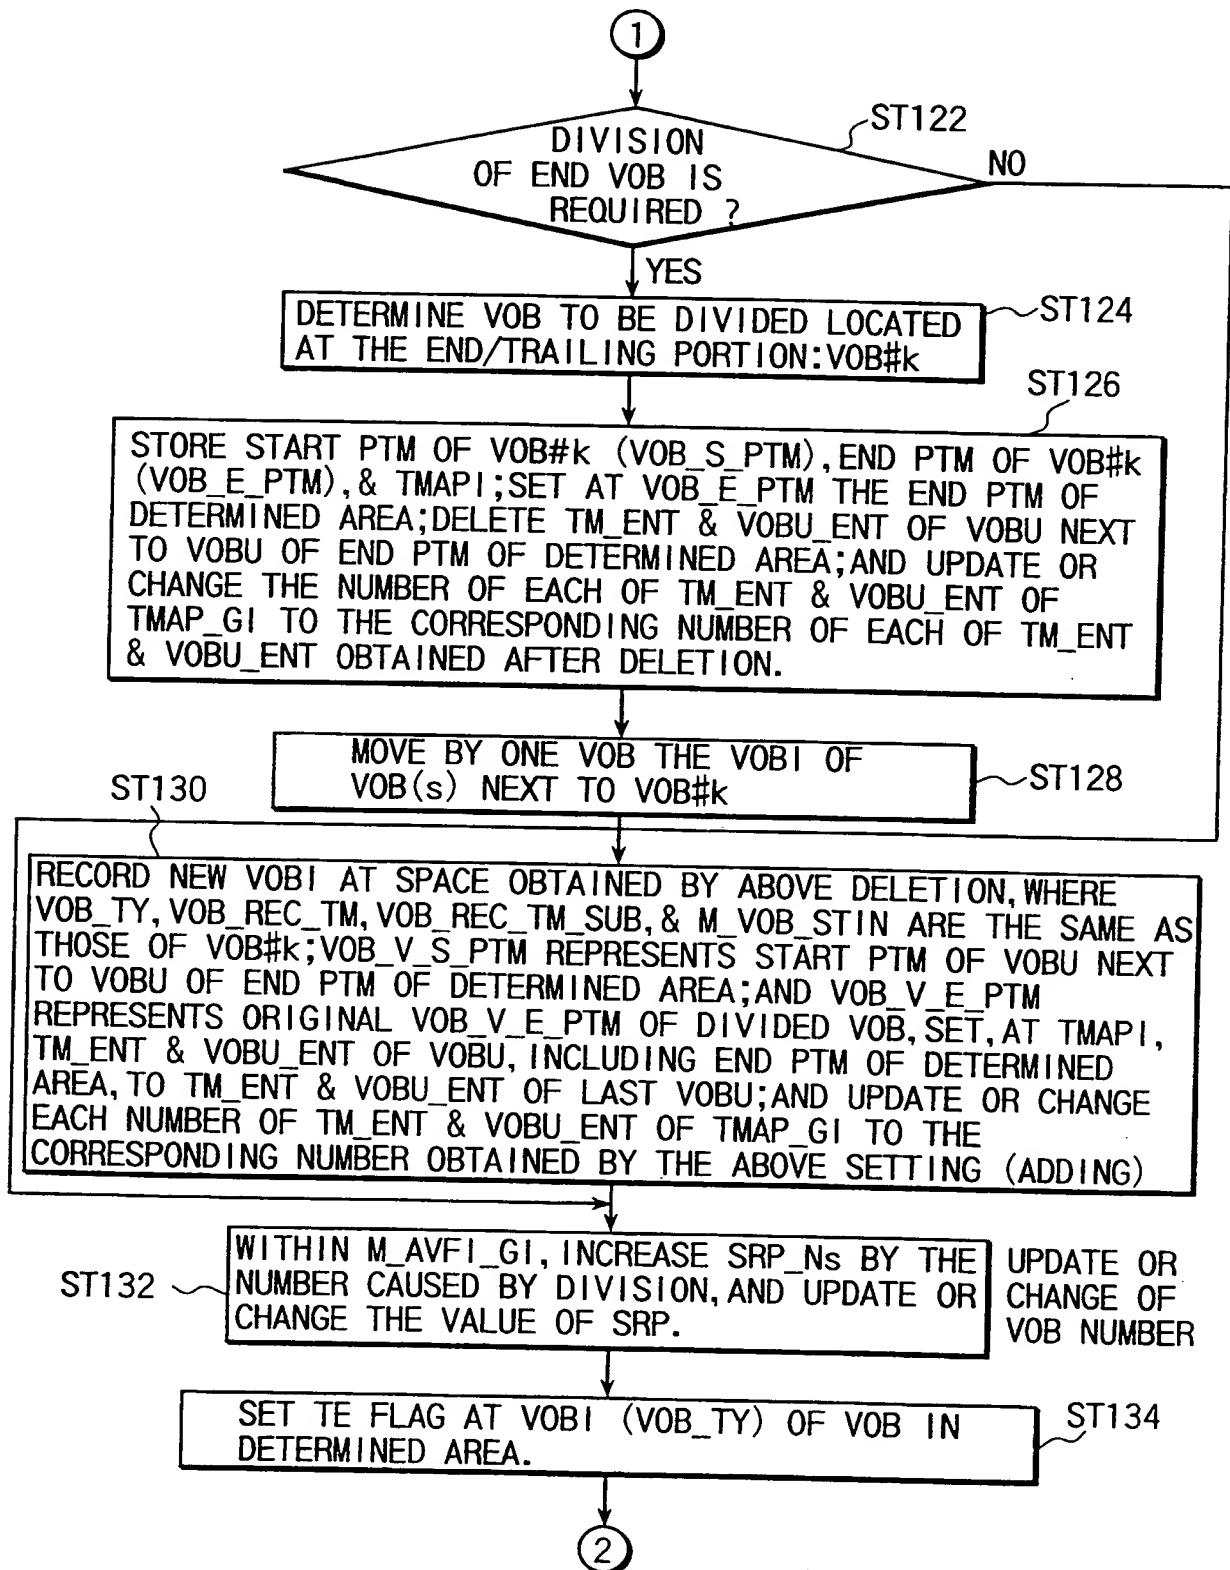 1
ST122
DIVISION
OF END VOB IS
REQUIRED ?
NO
YES
DETERMINE VOB TO BE DIVIDED LOCATED
AT THE END/TRAILING PORTION:VOB#k
ST124
ST126
STORE START PTM OF VOB#k (VOB_S_PTM), END PTM OF VOB#k
(VOB_E_PTM), & TMAPI;SET AT VOB_E_PTM THE END PTM OF
DETERMINED AREA;DELETE TM_ENT & VOBU_ENT OF VOBU NEXT
TO VOBU OF END PTM OF DETERMINED AREA;AND UPDATE OR
CHANGE THE NUMBER OF EACH OF TM_ENT & VOBU_ENT OF
TMAP_GI TO THE CORRESPONDING NUMBER OF EACH OF TM_ENT
& VOBU_ENT OBTAINED AFTER DELETION.
MOVE BY ONE VOB THE VOBI OF
VOB(s) NEXT TO VOB#k
ST128
ST130
RECORD NEW VOBI AT SPACE OBTAINED BY ABOVE DELETION, WHERE
VOB_TY, VOB_REC_TM, VOB_REC_TM_SUB, & M_VOB_STIN ARE THE SAME AS
THOSE OF VOB#k;VOB_V_S_PTM REPRESENTS START PTM OF VOBU NEXT
TO VOBU OF END PTM OF DETERMINED AREA;AND VOB_V_E_PTM
REPRESENTS ORIGINAL VOB_V_E_PTM OF DIVIDED VOB, SET, AT TMAPI,
TM_ENT & VOBU_ENT OF VOBU, INCLUDING END PTM OF DETERMINED
AREA, TO TM_ENT & VOBU_ENT OF LAST VOBU;AND UPDATE OR CHANGE
EACH NUMBER OF TM_ENT & VOBU_ENT OF TMAP_GI TO THE
CORRESPONDING NUMBER OBTAINED BY THE ABOVE SETTING (ADDING)
ST132
WITHIN M_AVFI_GI, INCREASE SRP_Ns BY THE
NUMBER CAUSED BY DIVISION, AND UPDATE OR
CHANGE THE VALUE OF SRP.
UPDATE OR
CHANGE OF
VOB NUMBER
SET TE FLAG AT VOBI (VOB_TY) OF VOB IN
DETERMINED AREA.
ST134
2